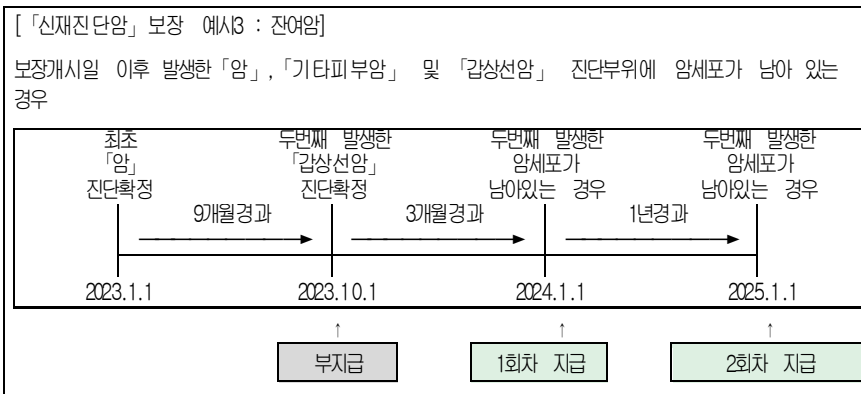 [「신재진단암」보장 예시3 : 잔여암]
보장개시일 이후 발생한「암」,「기타피부암」 및 「갑상선암」 진단부위에 암세포가 남아 있는
경우
최초 두번째 발생한 두번째 발생한 두번째 발생한
「암」 「갑상선암」 암세포가 암세포가
진단확정 진단확정 남아있는 경우 남아있는 경우
9개월경과 3개월경과 1년경과
2023.1.1 2023.10.1 2024.1.1 2025.1.1
↑ ↑ ↑
부지급 1회차 지급 2회차 지급